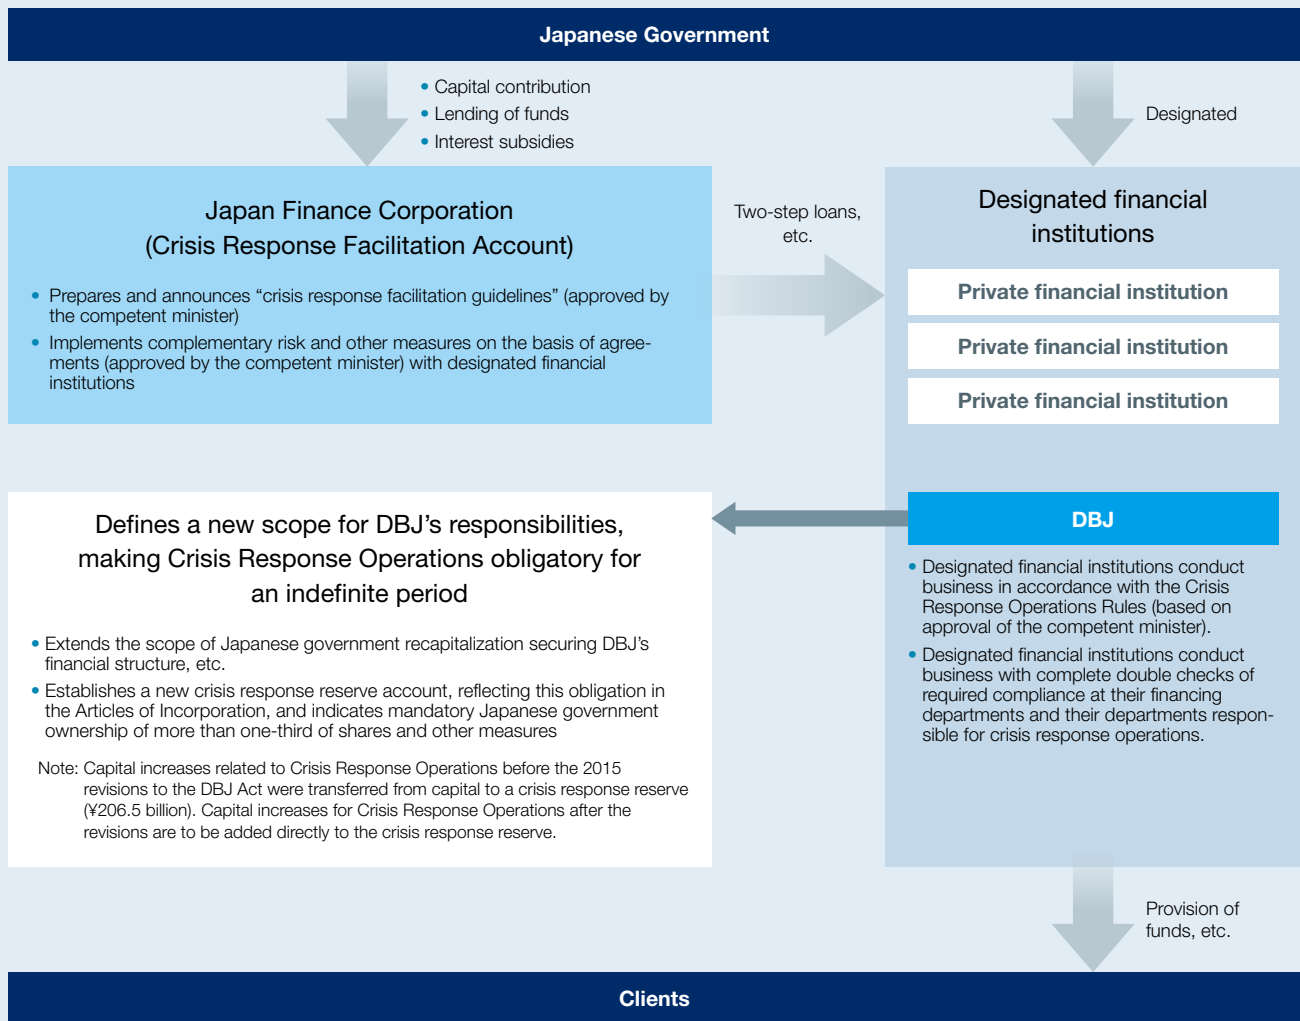 Japanese Government
• Capital contribution
• Lending of funds
• Interest subsidies
Designated
Japan Finance Corporation
(Crisis Response Facilitation Account)
• Prepares and announces “crisis response facilitation guidelines” (approved by
the competent minister)
• Implements complementary risk and other measures on the basis of agree-
ments (approved by the competent minister) with designated financial
institutions
Two-step loans,
etc.
Designated financial
institutions
Private financial institution
Private financial institution
Private financial institution
DBJ
• Designated financial institutions conduct
business in accordance with the Crisis
Response Operations Rules (based on
approval of the competent minister).
• Designated financial institutions conduct
business with complete double checks of
required compliance at their financing
departments and their departments respon-
sible for crisis response operations.
Defines a new scope for DBJ’s responsibilities,
making Crisis Response Operations obligatory for
an indefinite period
• Extends the scope of Japanese government recapitalization securing DBJ’s
financial structure, etc.
• Establishes a new crisis response reserve account, reflecting this obligation in
the Articles of Incorporation, and indicates mandatory Japanese government
ownership of more than one-third of shares and other measures
Note: Capital increases related to Crisis Response Operations before the 2015
revisions to the DBJ Act were transferred from capital to a crisis response reserve
(¥206.5 billion). Capital increases for Crisis Response Operations after the
revisions are to be added directly to the crisis response reserve.
Provision of
funds, etc.
Clients